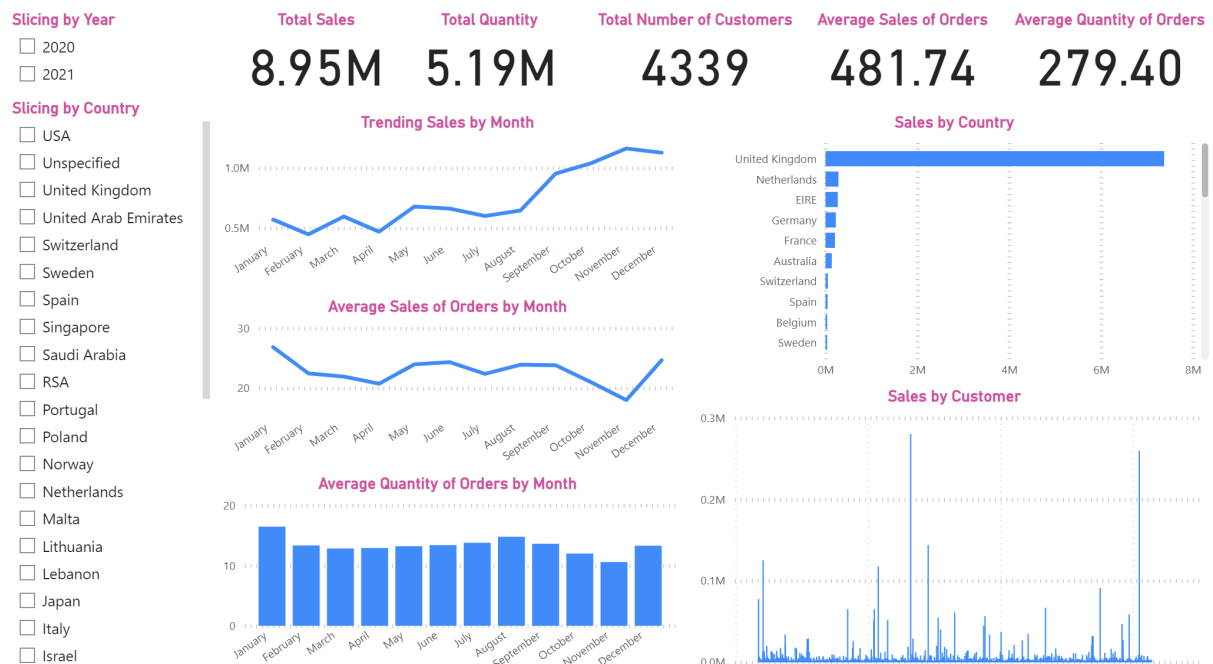 Slicing by Year
2020
2021
Slicing by Country
USA
Unspecified
United Kingdom
United Arab Emirates
Switzerland
Sweden
Spain
Singapore
Saudi Arabia
RSA
Portugal
Poland
Norway
Netherlands
Malta
Lithuania
Lebanon
Japan
Italy
Israel
Total Sales
8.95M
Total Quantity
5.19M
Total Number of Customers
4339
Average Sales of Orders
481.74
Average Quantity of Orders
279.40
Trending Sales by Month
1.0M
0.5M
January
February
March
April
May
June
July
August
September
October
November
December
Average Sales of Orders by Month
30
20
January
February
March
April
May
June
July
August
September
October
November
December
Average Quantity of Orders by Month
20
10
0
January
February
March
April
May
June
July
August
September
October
November
December
Sales by Country
United Kingdom
Netherlands
EIRE
Germany
France
Australia
Switzerland
Spain
Belgium
Sweden
0M
2M
4M
6M
8M
Sales by Customer
0.3M
0.2M
0.1M
0.0M